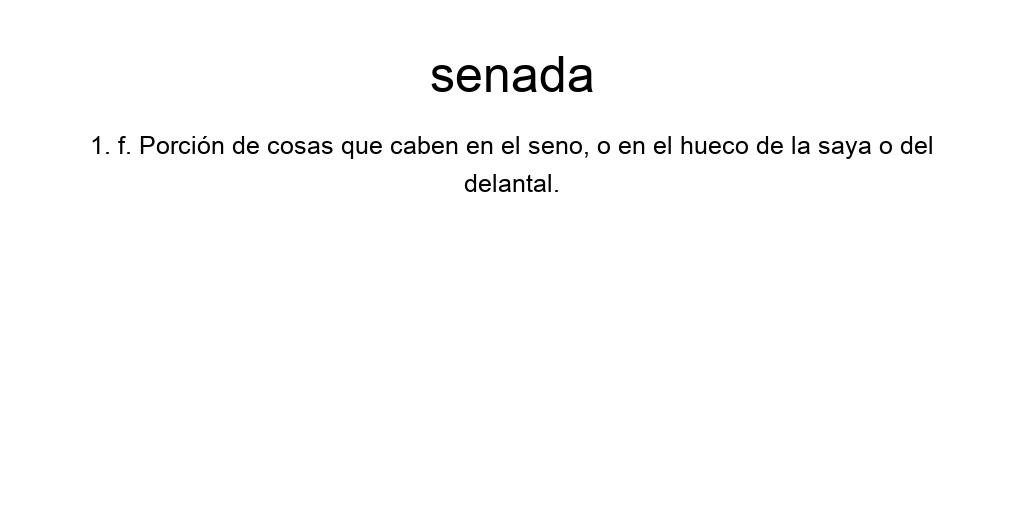 senada
1. f. Porción de cosas que caben en el seno, o en el hueco de la saya o del
delantal.